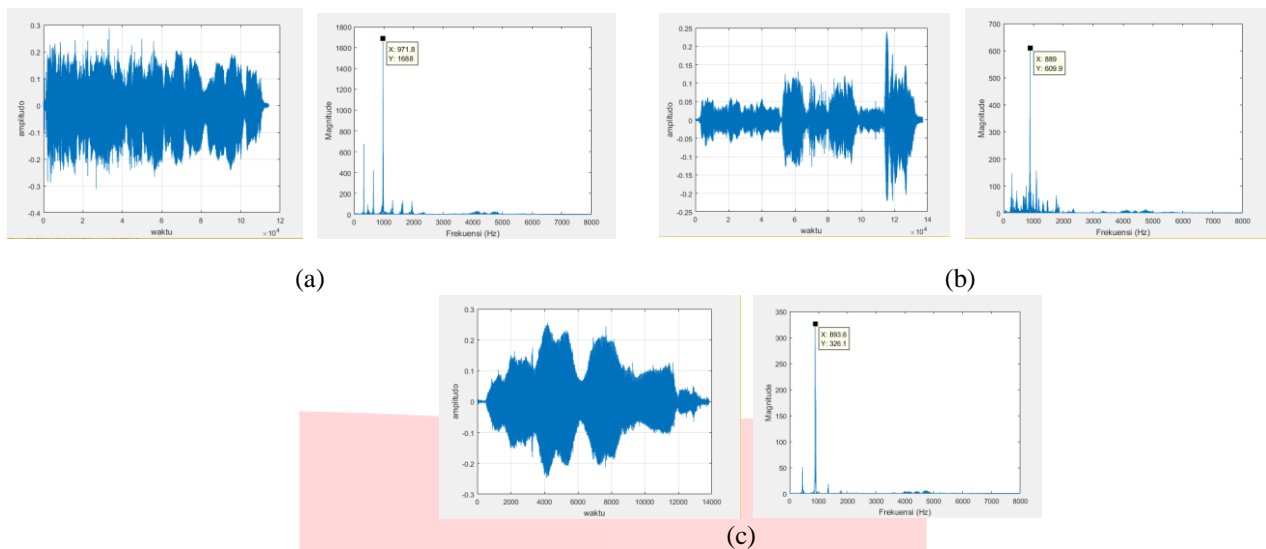 0.3
0.2
0.1
0
-0.1
-0.2
-0.3
-0.4
amplitudo
0 2 4 6 8 10 12
waktu
×10⁴
1800
1600
1400
1200
1000
800
600
400
200
0
Magnitude
X: 971.8
Y: 1688
0 1000 2000 3000 4000 5000 6000 7000 8000
Frekuensi (Hz)
(a)
0.25
0.2
0.15
0.1
0.05
0
-0.05
-0.1
-0.15
-0.2
0.25
amplitudo
0 2 4 6 8 10 12 14
waktu
×10⁴
700
600
500
400
300
200
100
0
Magnitude
X: 889
Y: 609.9
0 1000 2000 3000 4000 5000 6000 7000 8000
Frekuensi (Hz)
(b)
0.3
0.2
0.1
0
-0.1
-0.2
-0.3
amplitudo
0 2000 4000 6000 8000 10000 12000 14000
waktu
350
300
250
200
150
100
50
0
Magnitude
X: 893.6
Y: 326.1
0 1000 2000 3000 4000 5000 6000 7000 8000
Frekuensi (Hz)
(c)